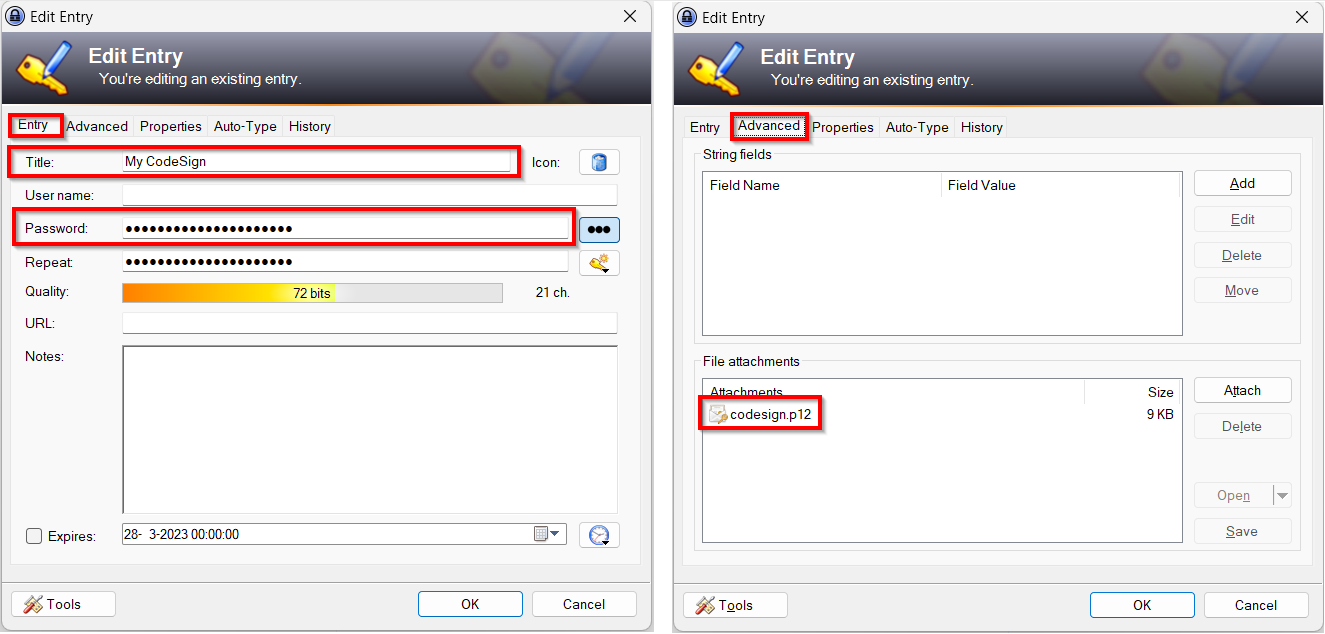 Edit Entry
Edit Entry
You're editing an existing entry.
Entry Advanced Properties Auto-Type History
Title: My CodeSign Icon:
User name:
Password: ●●●●●●●●●●●●●●●●●●●●● ●●●
Repeat: ●●●●●●●●●●●●●●●●●●●●●
Quality: 72 bits 21 ch.
URL:
Notes:
Expires: 28- 3-2023 00:00:00
Tools OK Cancel
Edit Entry
Edit Entry
You're editing an existing entry.
Entry Advanced Properties Auto-Type History
String fields
Field Name Field Value
Add
Edit
Delete
Move
File attachments
Attachments Size
codesign.p12 9 KB
Attach
Delete
Open
Save
Tools OK Cancel